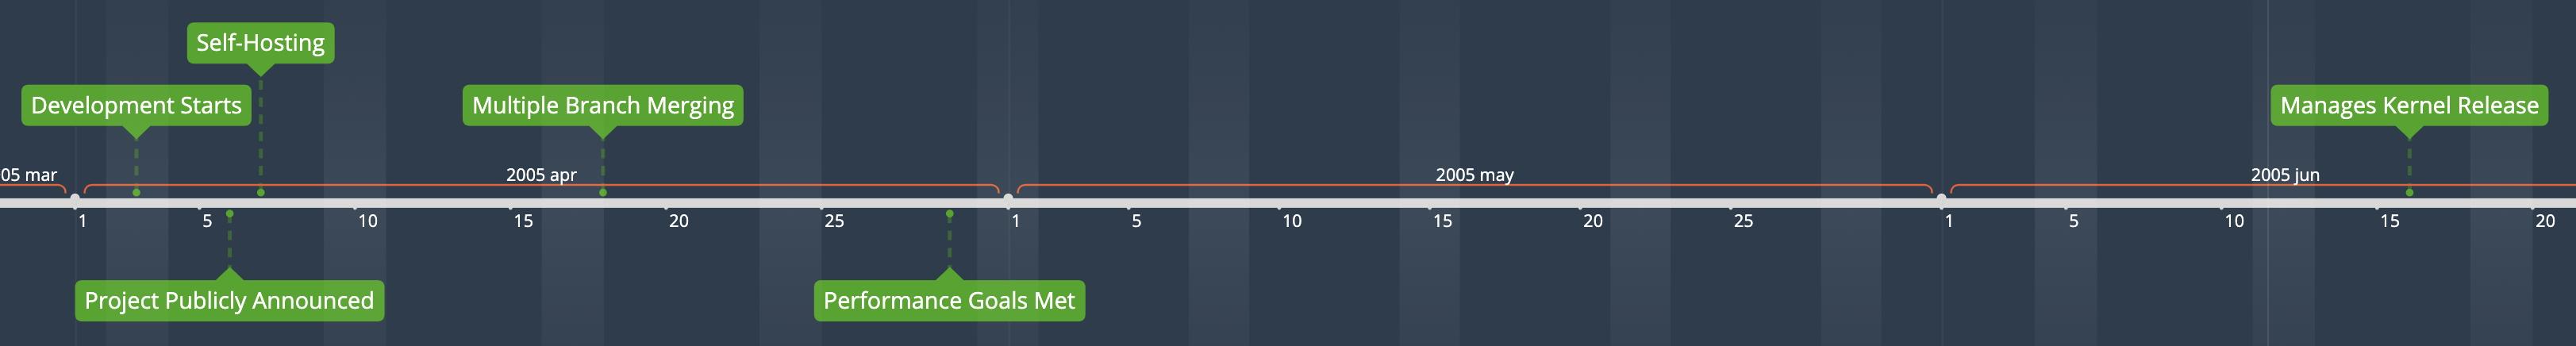 Self-Hosting
Development Starts
Multiple Branch Merging
Manages Kernel Release
05 mar
2005 apr
2005 may
2005 jun
1 5 10 15 20 25 1 5 10 15 20 25 1 5 10 15 20
Project Publicly Announced
Performance Goals Met